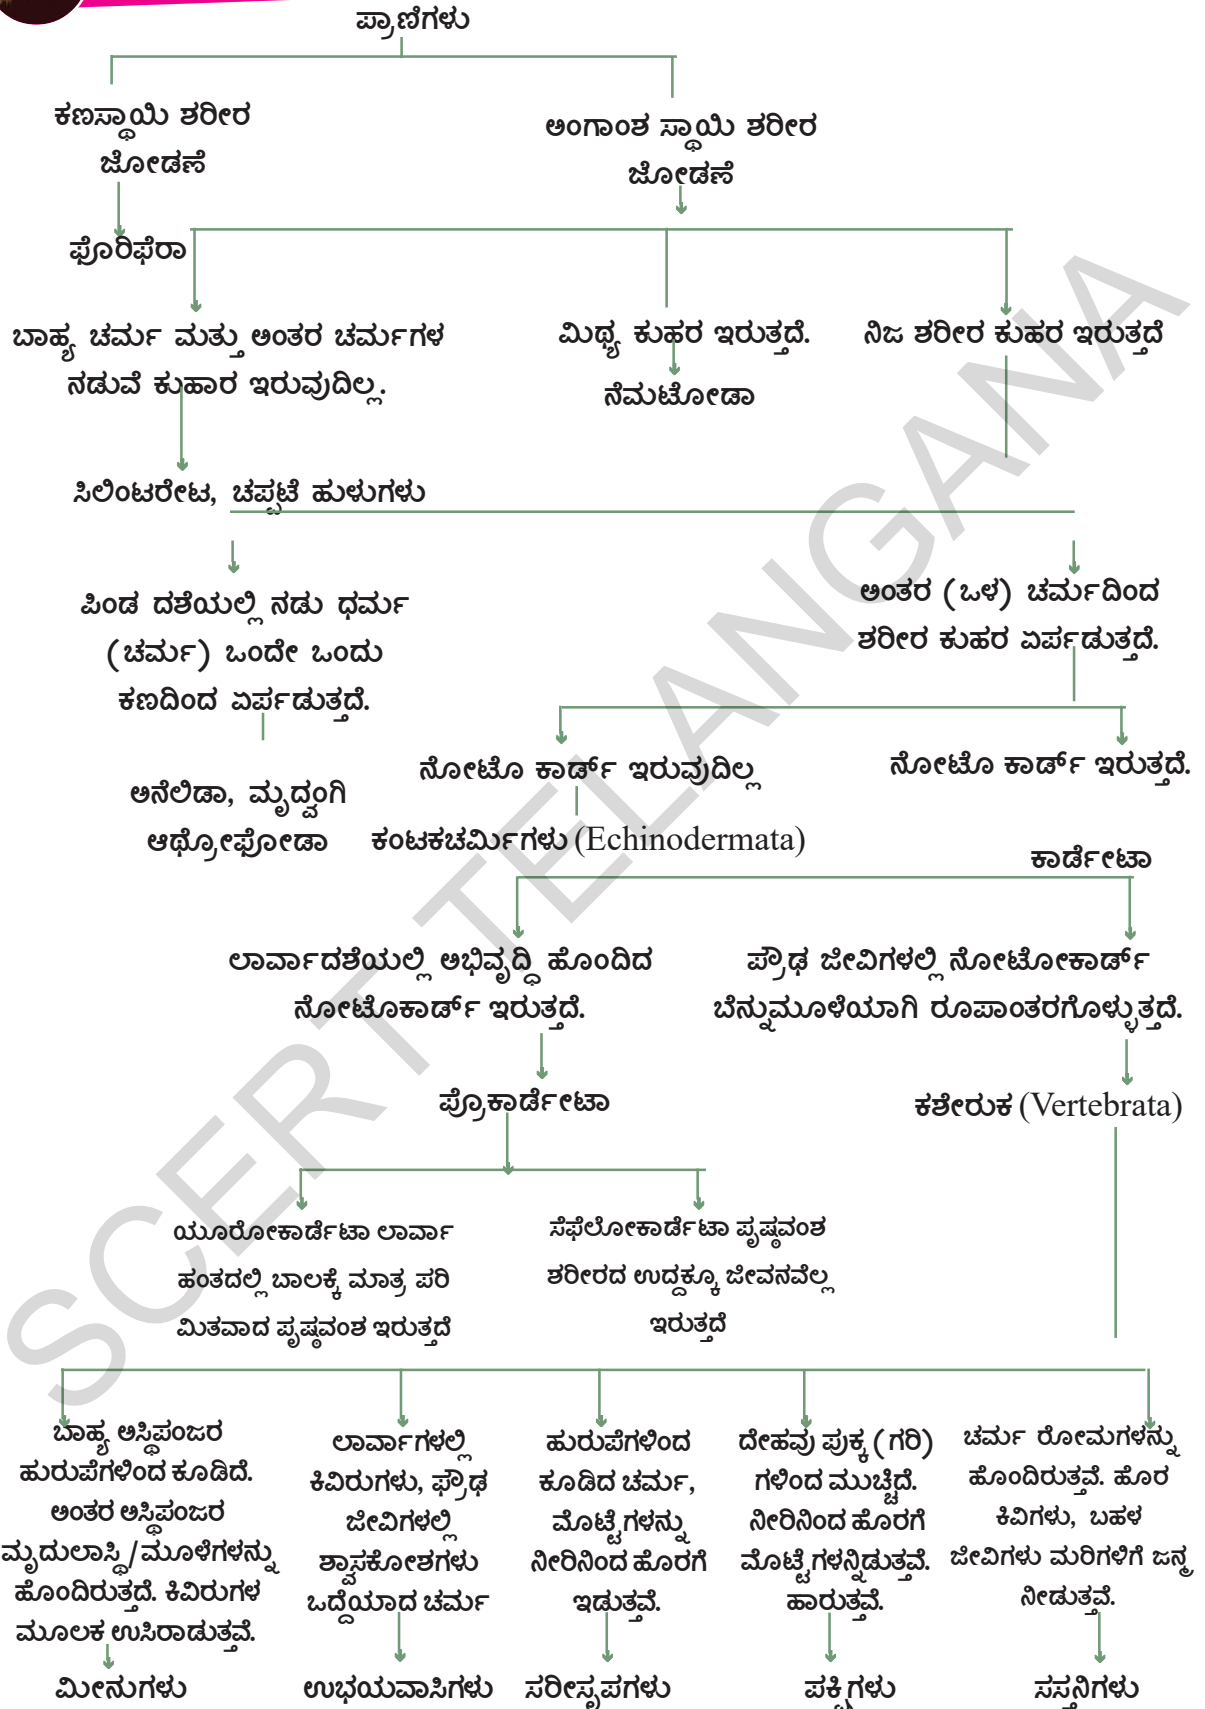 ಪ್ರಾಣಿಗಳು
ಕಣಸ್ಥಾಯಿ ಶರೀರ
ಜೋಡಣೆ
ಅಂಗಾಂಶ ಸ್ಥಾಯಿ ಶರೀರ
ಜೋಡಣೆ
ಫೊರಿಫೆರಾ
ಬಾಹ್ಯ ಚರ್ಮ ಮತ್ತು ಅಂತರ ಚರ್ಮಗಳ
ನಡುವೆ ಕುಹಾರ ಇರುವುದಿಲ್ಲ.
ಮಿಥ್ಯ ಕುಹರ ಇರುತ್ತದೆ.
ನೆಮಟೋಡಾ
ನಿಜ ಶರೀರ ಕುಹರ ಇರುತ್ತದೆ
ಸಿಲಿಂಟರೇಟ, ಚಪ್ಪಟೆ ಹುಳುಗಳು
ಪಿಂಡ ದಶೆಯಲ್ಲಿ ನಡು ಧರ್ಮ
(ಚರ್ಮ) ಒಂದೇ ಒಂದು
ಕಣದಿಂದ ಏರ್ಪಡುತ್ತದೆ.
ಅನೆಲಿಡಾ, ಮೃದ್ವಂಗಿ
ಆಥ್ರೋಫೋಡಾ
ಅಂತರ (ಒಳ) ಚರ್ಮದಿಂದ
ಶರೀರ ಕುಹರ ಏರ್ಪಡುತ್ತದೆ.
ನೋಟೊ ಕಾರ್ಡ್ ಇರುವುದಿಲ್ಲ
ಕಂಟಕಚರ್ಮಿಗಳು (Echinodermata)
ನೋಟೊ ಕಾರ್ಡ್ ಇರುತ್ತದೆ.
ಕಾರ್ಡೇಟಾ
ಲಾರ್ವಾದಶೆಯಲ್ಲಿ ಅಭಿವೃದ್ಧಿ ಹೊಂದಿದ
ನೋಟೊಕಾರ್ಡ್ ಇರುತ್ತದೆ.
ಪ್ರೌಢ ಜೀವಿಗಳಲ್ಲಿ ನೋಟೋಕಾರ್ಡ್
ಬೆನ್ನುಮೂಳೆಯಾಗಿ ರೂಪಾಂತರಗೊಳ್ಳುತ್ತದೆ.
ಪ್ರೊಕಾರ್ಡೇಟಾ
ಕಶೇರುಕ (Vertebrata)
ಯೂರೋಕಾರ್ಡೆಟಾ ಲಾರ್ವಾ
ಹಂತದಲ್ಲಿ ಬಾಲಕ್ಕೆ ಮಾತ್ರ ಪರಿ
ಮಿತವಾದ ಪೃಷ್ಠವಂಶ ಇರುತ್ತದೆ
ಸೆಫೆಲೋಕಾರ್ಡೆಟಾ ಪೃಷ್ಠವಂಶ
ಶರೀರದ ಉದ್ದಕ್ಕೂ ಜೀವನವೆಲ್ಲ
ಇರುತ್ತದೆ
ಬಾಹ್ಯ ಅಸ್ಥಿಪಂಜರ
ಹುರುಪೆಗಳಿಂದ ಕೂಡಿದೆ.
ಅಂತರ ಅಸ್ಥಿಪಂಜರ
ಮೃದುಲಾಸ್ಥಿ/ಮೂಳೆಗಳನ್ನು
ಹೊಂದಿರುತ್ತದೆ. ಕಿವಿರುಗಳ
ಮೂಲಕ ಉಸಿರಾಡುತ್ತವೆ.
ಮೀನುಗಳು
ಲಾರ್ವಾಗಳಲ್ಲಿ
ಕಿವಿರುಗಳು, ಫ್ರೌಢ
ಜೀವಿಗಳಲ್ಲಿ
ಶ್ವಾಸಕೋಶಗಳು
ಒದ್ದೆಯಾದ ಚರ್ಮ
ಉಭಯವಾಸಿಗಳು
ಹುರುಪೆಗಳಿಂದ
ಕೂಡಿದ ಚರ್ಮ,
ಮೊಟ್ಟೆಗಳನ್ನು
ನೀರಿನಿಂದ ಹೊರಗೆ
ಇಡುತ್ತವೆ.
ಸರೀಸೃಪಗಳು
ದೇಹವು ಪುಕ್ಕ (ಗರಿ)
ಗಳಿಂದ ಮುಚ್ಚಿದೆ.
ನೀರಿನಿಂದ ಹೊರಗೆ
ಮೊಟ್ಟೆಗಳನ್ನಿಡುತ್ತವೆ.
ಹಾರುತ್ತವೆ.
ಪಕ್ಷಿಗಳು
ಚರ್ಮ ರೋಮಗಳನ್ನು
ಹೊಂದಿರುತ್ತವೆ. ಹೊರ
ಕಿವಿಗಳು, ಬಹಳ
ಜೀವಿಗಳು ಮರಿಗಳಿಗೆ ಜನ್ಮ
ನೀಡುತ್ತವೆ.
ಸಸ್ತನಿಗಳು
SCERT TELANGANA